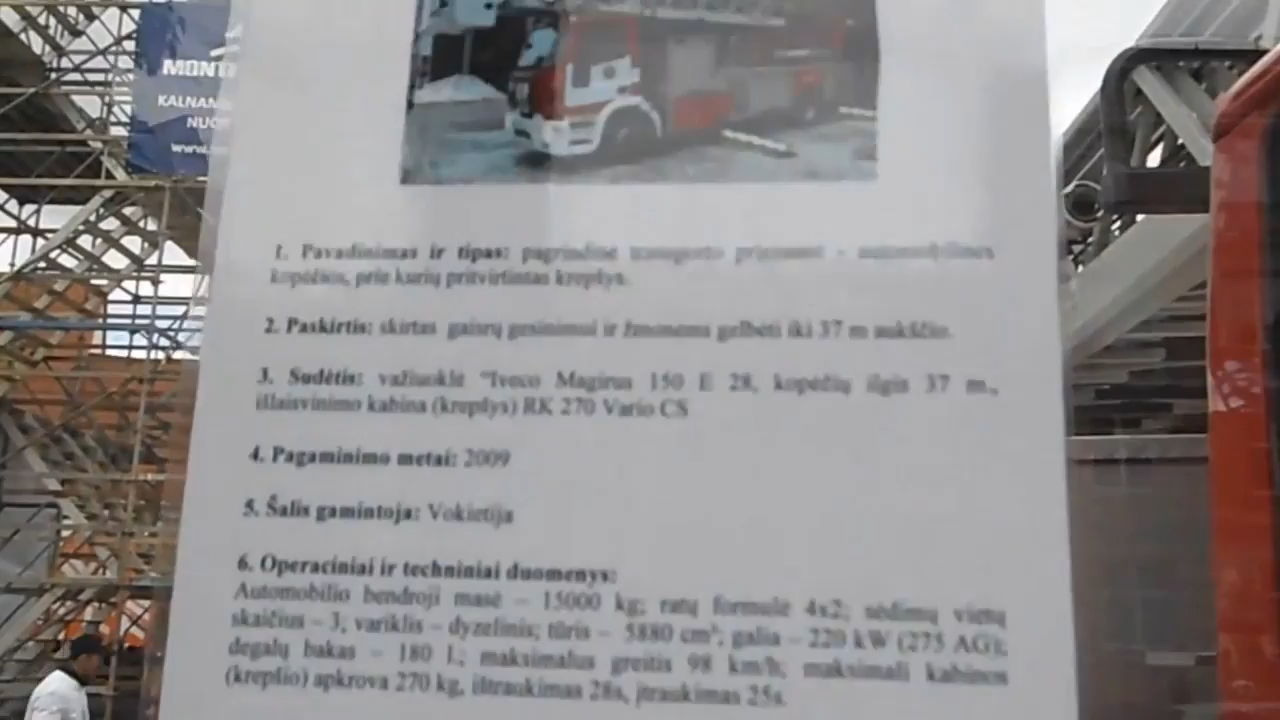 MONT
KALNAN
NUO
www.
1. Pavadinimas ir tipas: pagrindinė transporto priemonė - automobilinės
kopėčios, prie kurių pritvirtintas krepšys.
2. Paskirtis: skirtas gaisrų gesinimui ir žmonėms gelbėti iki 37 m aukščio.
3. Sudėtis: važiuoklė "Iveco Magirus 150 E 28, kopėčių ilgis 37 m.,
išlaisvinimo kabina (krepšys) RK 270 Vario CS
4. Pagaminimo metai: 2009
5. Šalis gamintoja: Vokietija
6. Operaciniai ir techniniai duomenys:
Automobilio bendroji masė – 15000 kg; ratų formulė 4x2; sėdimų vietų
skaičius – 3, variklis – dyzelinis; tūris – 5880 cm³; galia – 220 kW (275 AG);
degalų bakas – 180 L; maksimalus greitis 98 km/h; maksimali kabinos
(krepšio) apkrova 270 kg, ištraukimas 28s, įtraukimas 25s.